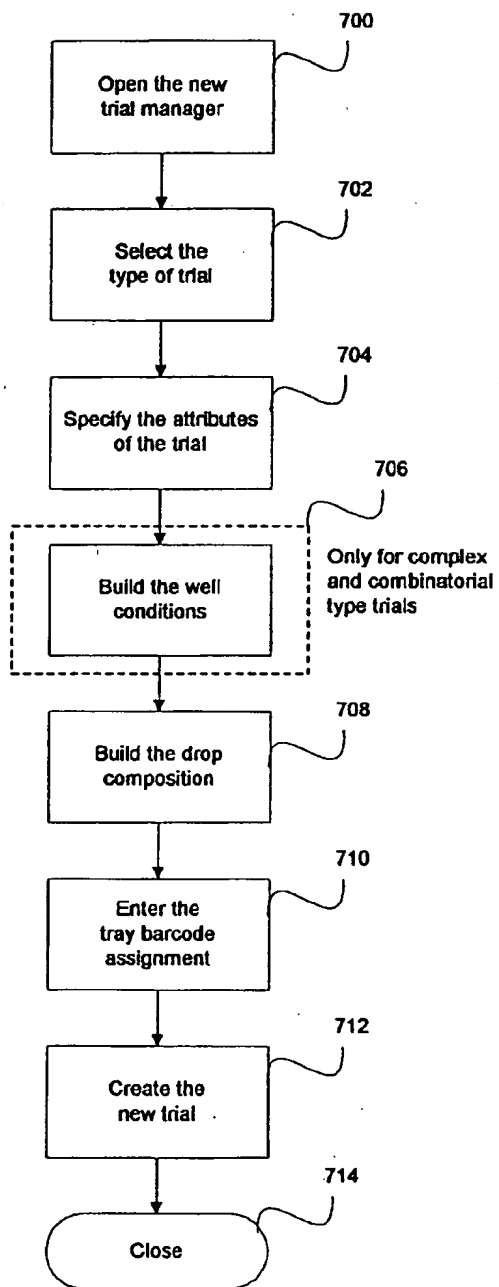 700
Open the new
trial manager
702
Select the
type of trial
704
Specify the attributes
of the trial
706
Only for complex
and combinatorial
type trials
Build the well
conditions
708
Build the drop
composition
710
Enter the
tray barcode
assignment
712
Create the
new trial
714
Close